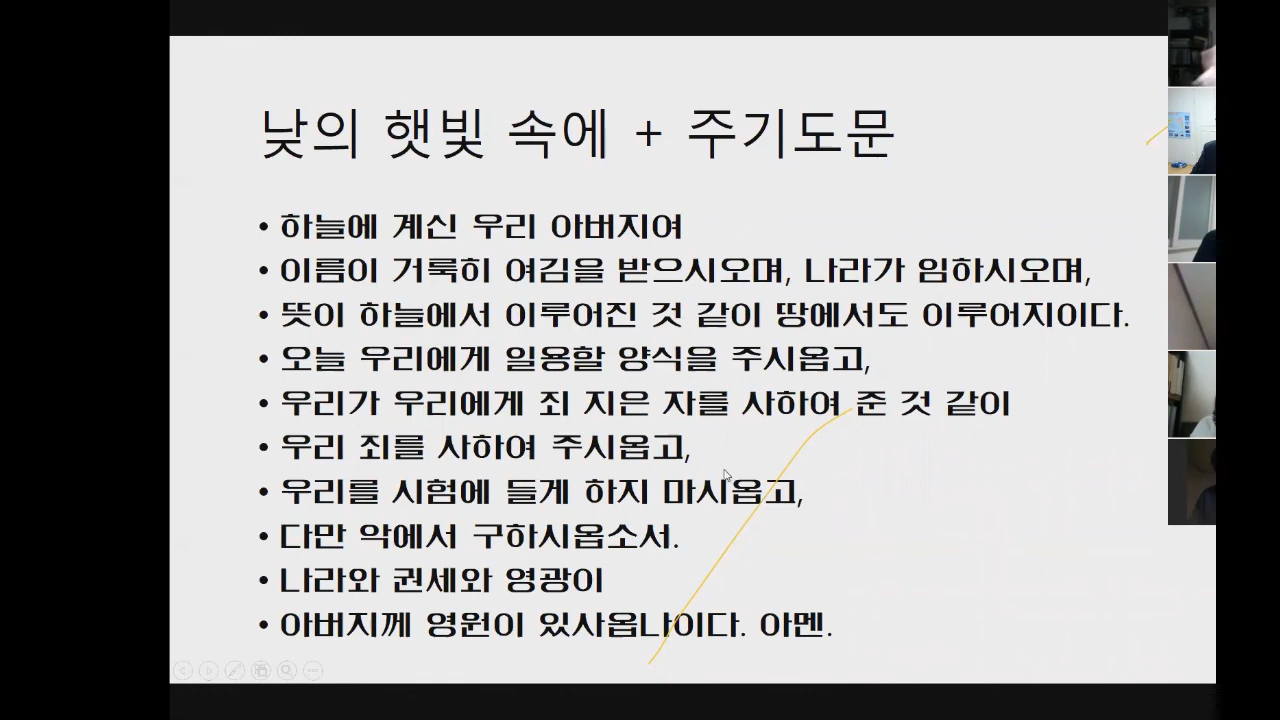 낮의 햇빛 속에 + 주기도문
• 하늘에 계신 우리 아버지여
• 이름이 거룩히 여김을 받으시오며, 나라가 임하시오며,
• 뜻이 하늘에서 이루어진 것 같이 땅에서도 이루어지이다.
• 오늘 우리에게 일용할 양식을 주시옵고,
• 우리가 우리에게 죄 지은 자를 사하여 준 것 같이
• 우리 죄를 사하여 주시옵고,
• 우리를 시험에 들게 하지 마시옵고,
• 다만 악에서 구하시옵소서.
• 나라와 권세와 영광이
• 아버지께 영원이 있사옵나이다. 아멘.